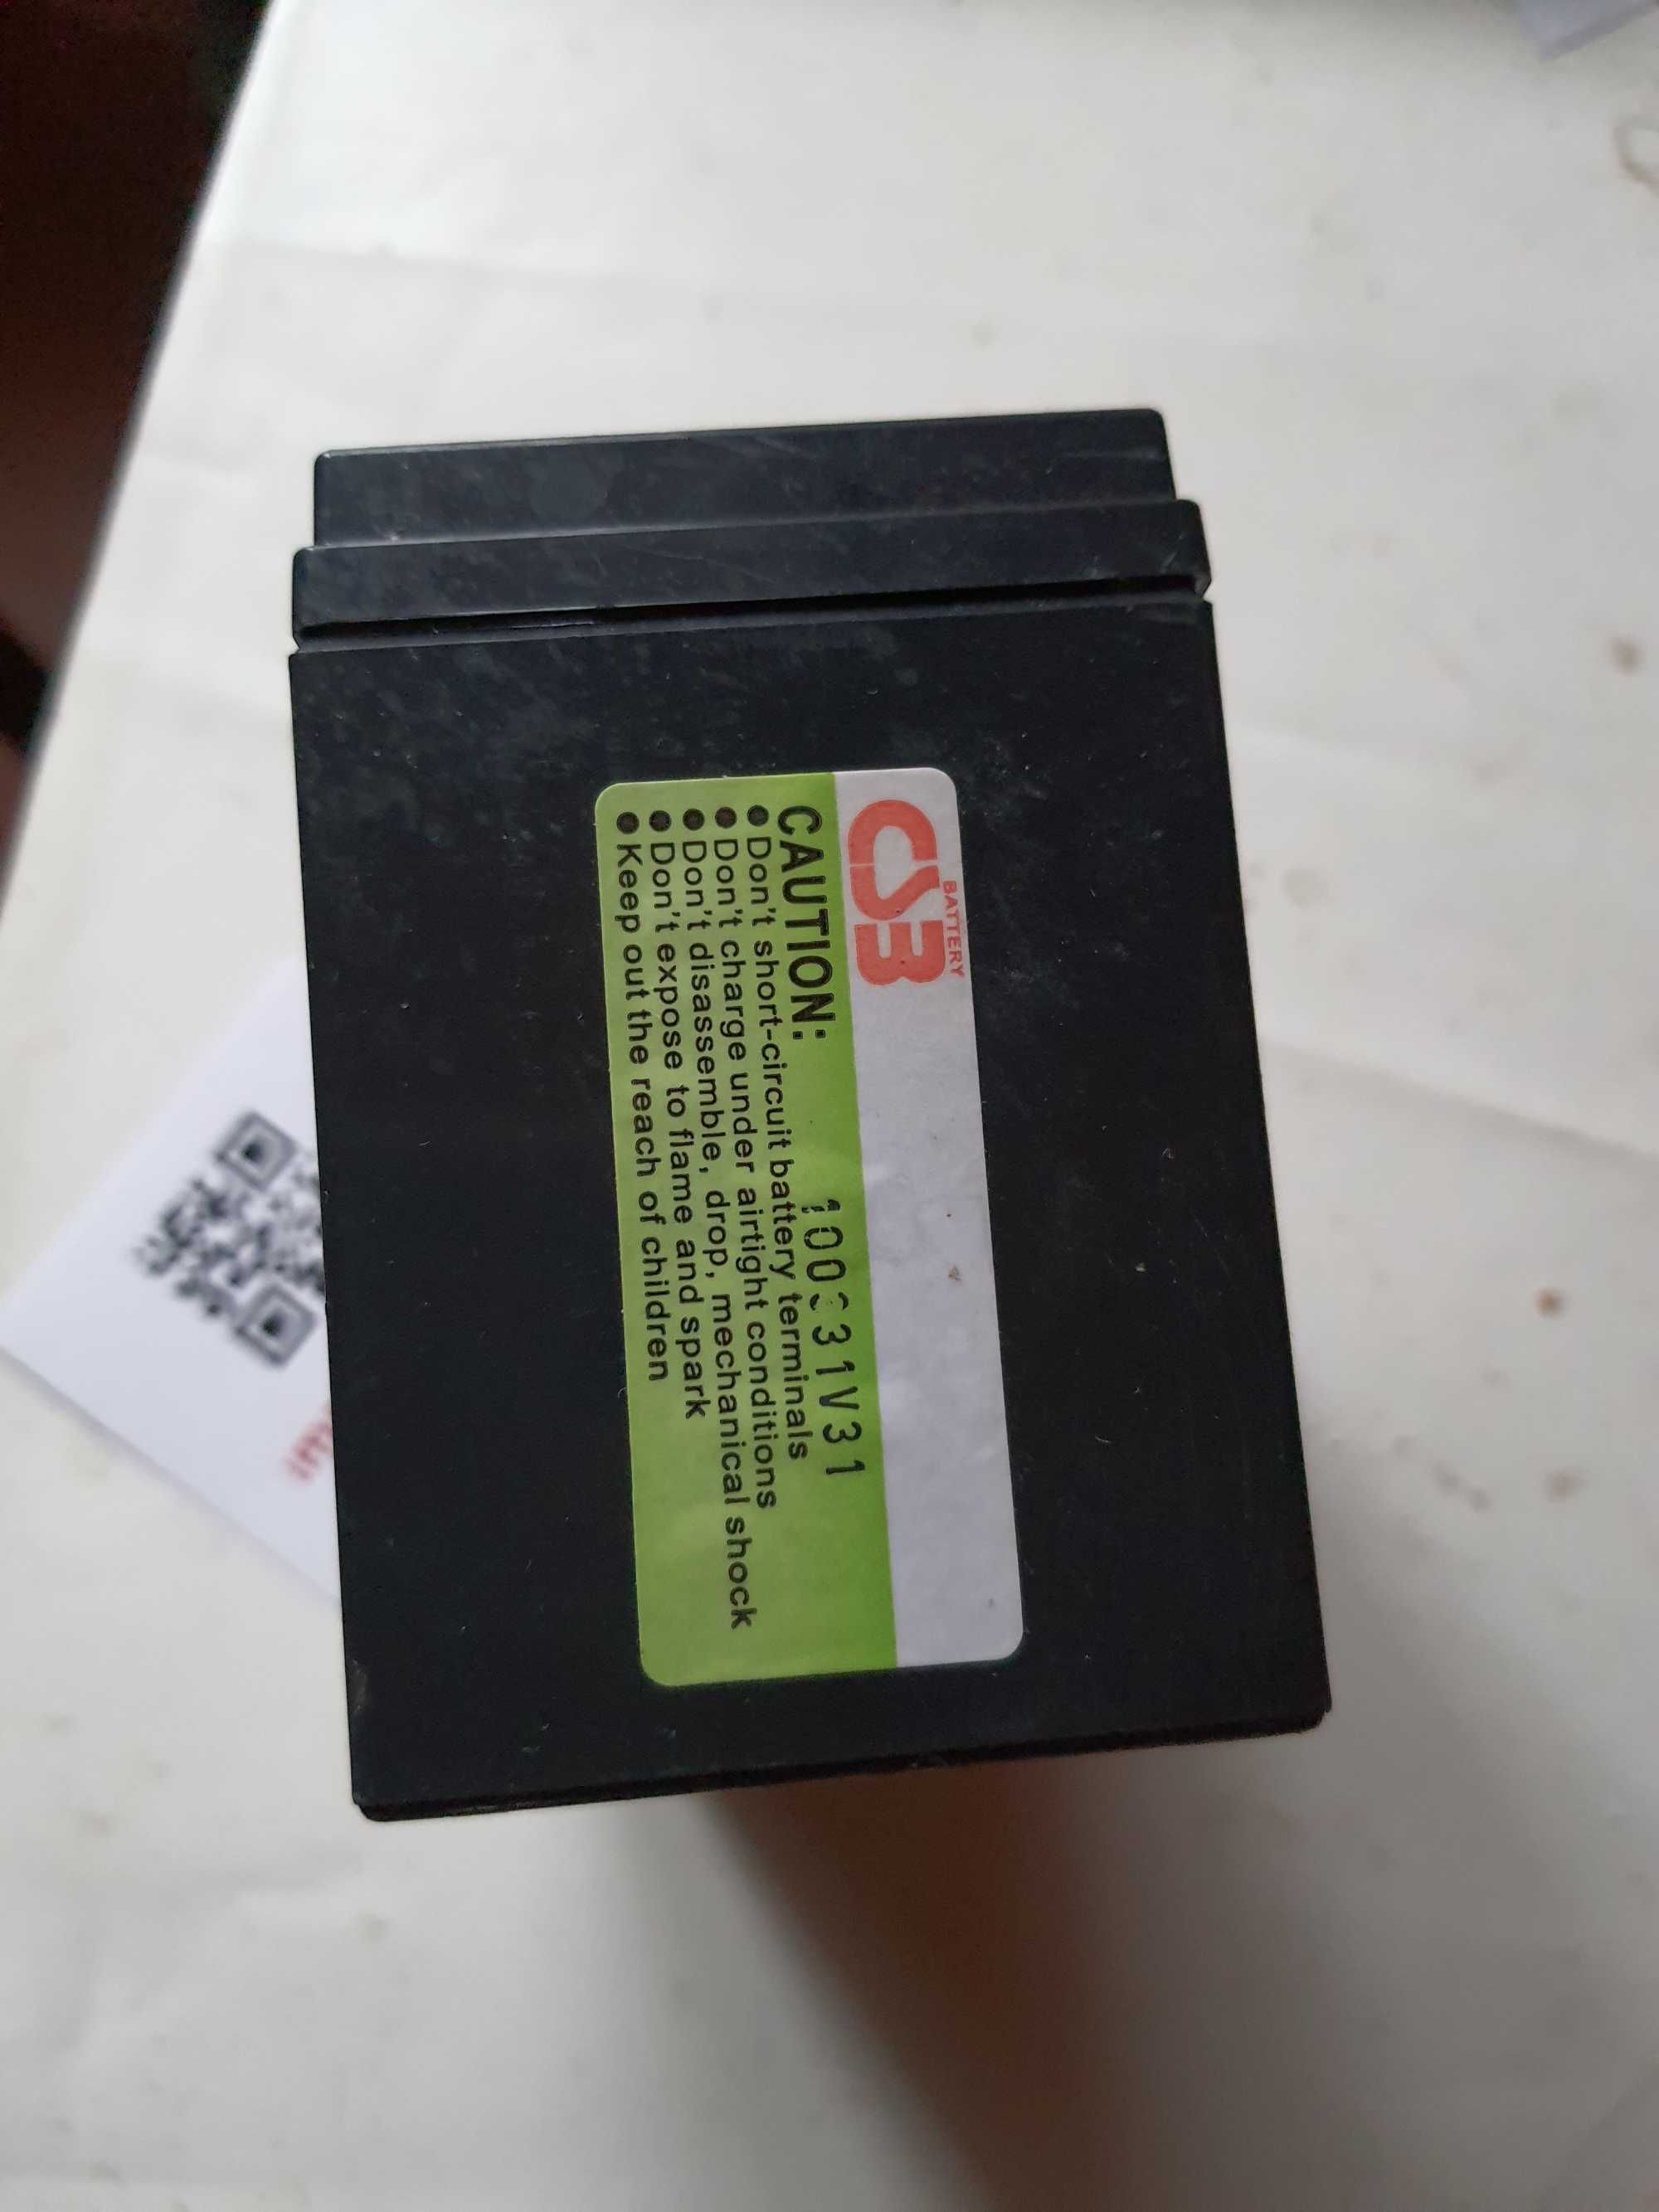 BATTERY
CSB
CAUTION:
● Don't short-circuit battery terminals
● Don't charge under airtight conditions
● Don't disassemble, drop, mechanical shock
● Don't expose to flame and spark
● Keep out the reach of children